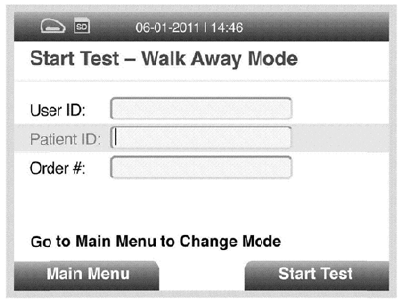 SD 06-01-2011 | 14:46
Start Test – Walk Away Mode
User ID:
Patient ID:
Order #:
Go to Main Menu to Change Mode
Main Menu Start Test